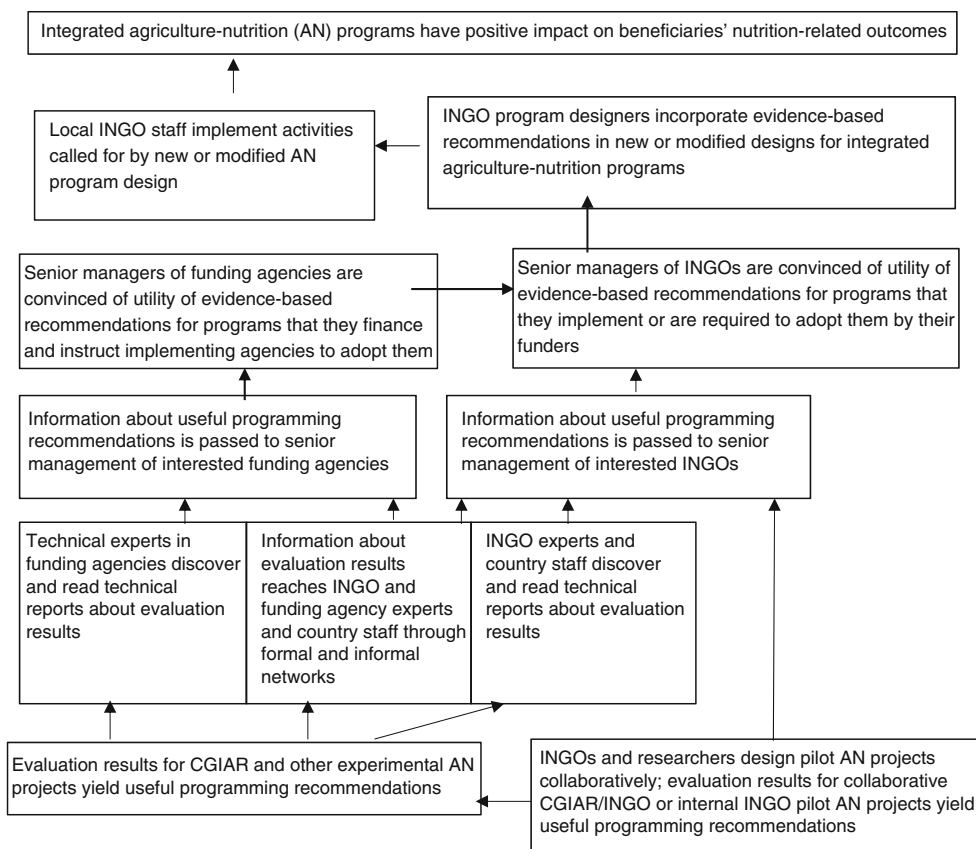 Integrated agriculture-nutrition (AN) programs have positive impact on beneficiaries' nutrition-related outcomes
Local INGO staff implement activities
called for by new or modified AN
program design
INGO program designers incorporate evidence-based
recommendations in new or modified designs for integrated
agriculture-nutrition programs
Senior managers of funding agencies are
convinced of utility of evidence-based
recommendations for programs that they finance
and instruct implementing agencies to adopt them
Senior managers of INGOs are convinced of utility of
evidence-based recommendations for programs that
they implement or are required to adopt them by their
funders
Information about useful programming
recommendations is passed to senior
management of interested funding agencies
Information about useful programming
recommendations is passed to senior
management of interested INGOs
Technical experts in
funding agencies discover
and read technical
reports about evaluation
results
Information about
evaluation results
reaches INGO and
funding agency experts
and country staff through
formal and informal
networks
INGO experts and
country staff discover
and read technical
reports about evaluation
results
Evaluation results for CGIAR and other experimental AN
projects yield useful programming recommendations
INGOs and researchers design pilot AN projects
collaboratively; evaluation results for collaborative
CGIAR/INGO or internal INGO pilot AN projects yield
useful programming recommendations